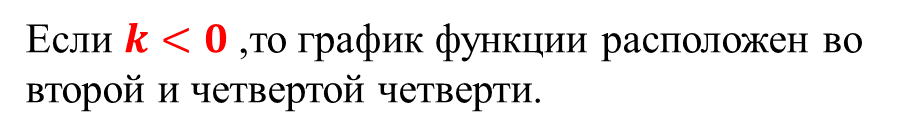 Если k < 0 ,то график функции расположен во
второй и четвертой четверти.